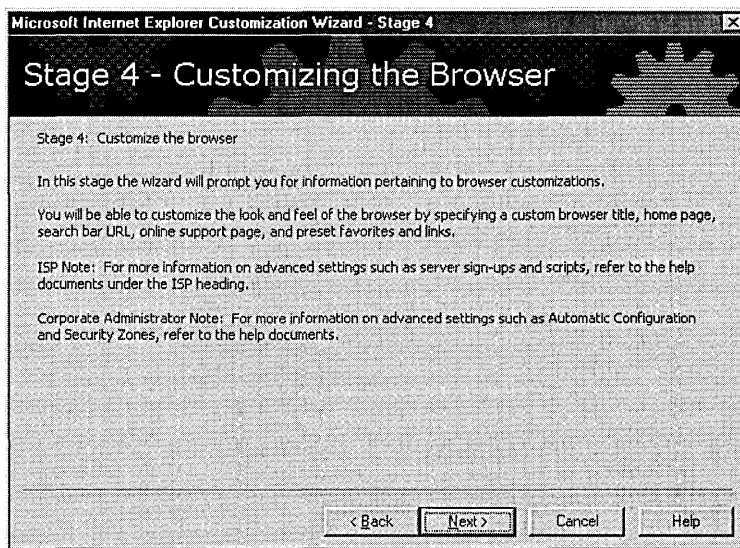 Microsoft Internet Explorer Customization Wizard - Stage 4
Stage 4 - Customizing the Browser
Stage 4: Customize the browser
In this stage the wizard will prompt you for information pertaining to browser customizations.
You will be able to customize the look and feel of the browser by specifying a custom browser title, home page,
search bar URL, online support page, and preset favorites and links.
ISP Note: For more information on advanced settings such as server sign-ups and scripts, refer to the help
documents under the ISP heading.
Corporate Administrator Note: For more information on advanced settings such as Automatic Configuration
and Security Zones, refer to the help documents.
< Back Next > Cancel Help